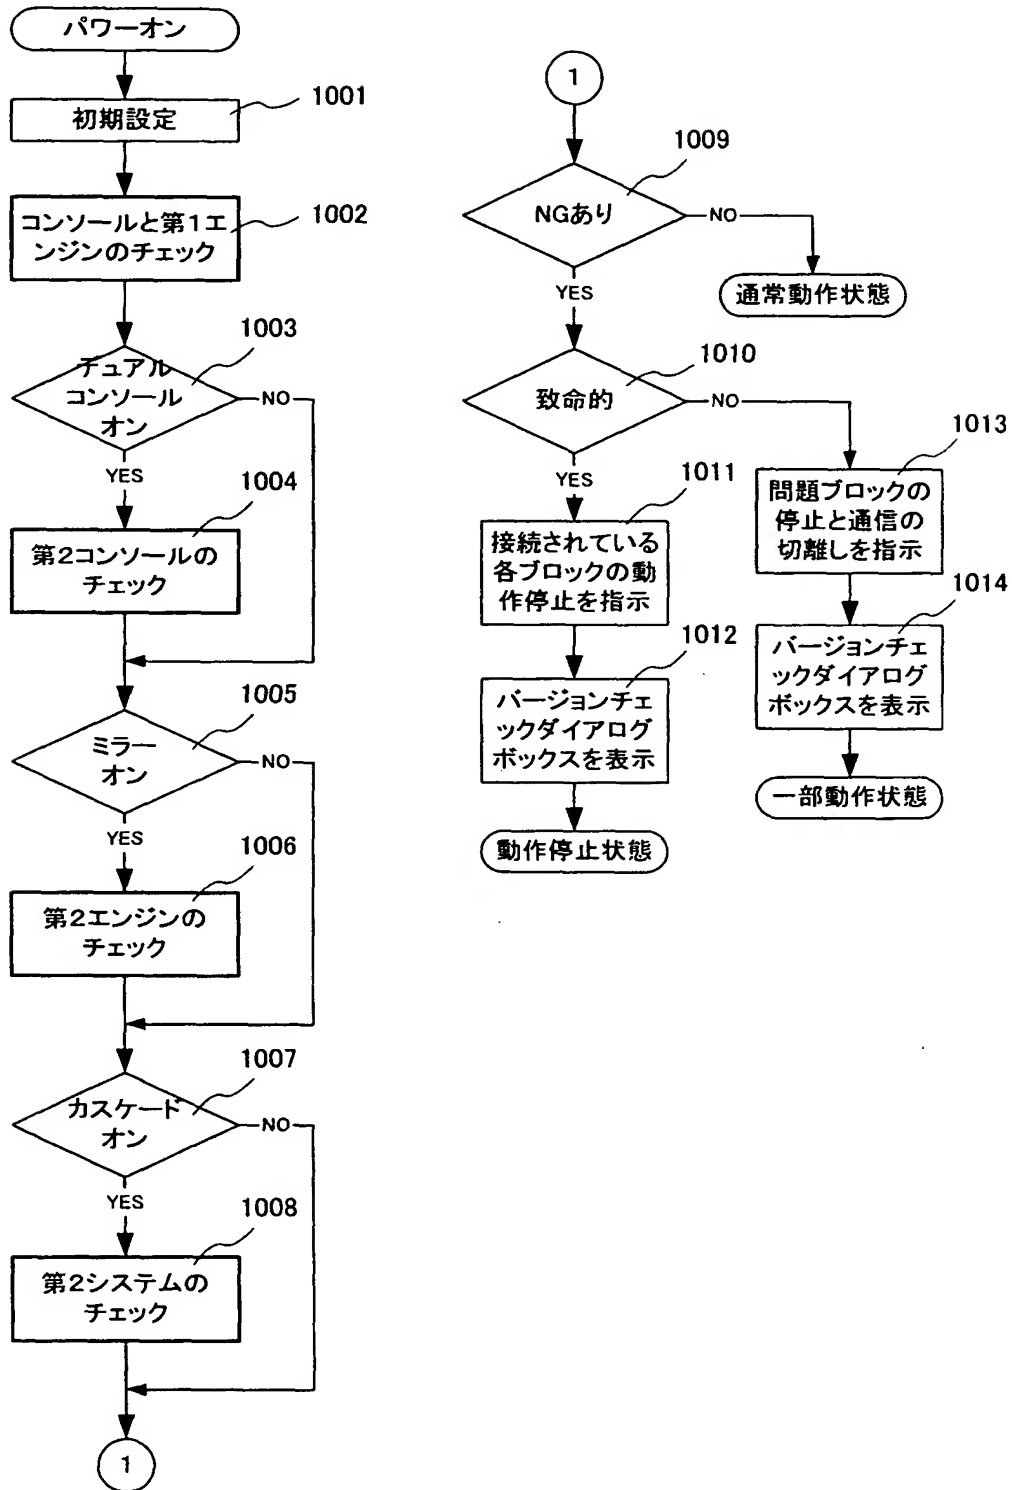 パワーオン
1001
初期設定
1002
コンソールと第1エ
ンジンのチェック
1003
デュアル
コンソール
オン
NO
YES
1004
第2コンソールの
チェック
1005
ミラー
オン
NO
YES
1006
第2エンジンの
チェック
1007
カスケード
オン
NO
YES
1008
第2システムの
チェック
1
1
1009
NGあり
NO
YES
通常動作状態
1010
致命的
NO
YES
1011
接続されている
各ブロックの動
作停止を指示
1012
バージョンチェ
ックダイアログ
ボックスを表示
動作停止状態
1013
問題ブロックの
停止と通信の
切離しを指示
1014
バージョンチェ
ックダイアログ
ボックスを表示
一部動作状態